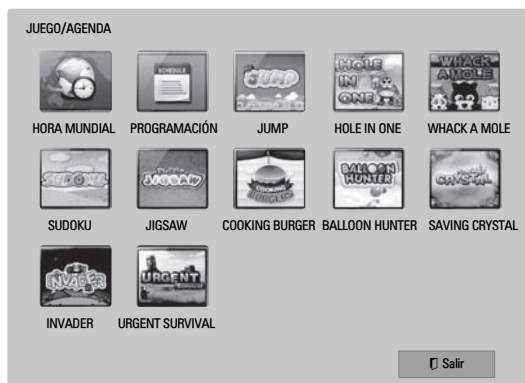 JUEGO/AGENDA
SCHEDULE
JUMP
HOLE
IN
ONE
WHACK
A MOLE
HORA MUNDIAL PROGRAMACIÓN JUMP HOLE IN ONE WHACK A MOLE
SUDOKU
JIGSAW
COOKING
BALLOON
HUNTER
CRYSTAL
SUDOKU JIGSAW COOKING BURGER BALLOON HUNTER SAVING CRYSTAL
INVADER
URGENT
INVADER URGENT SURVIVAL
Salir